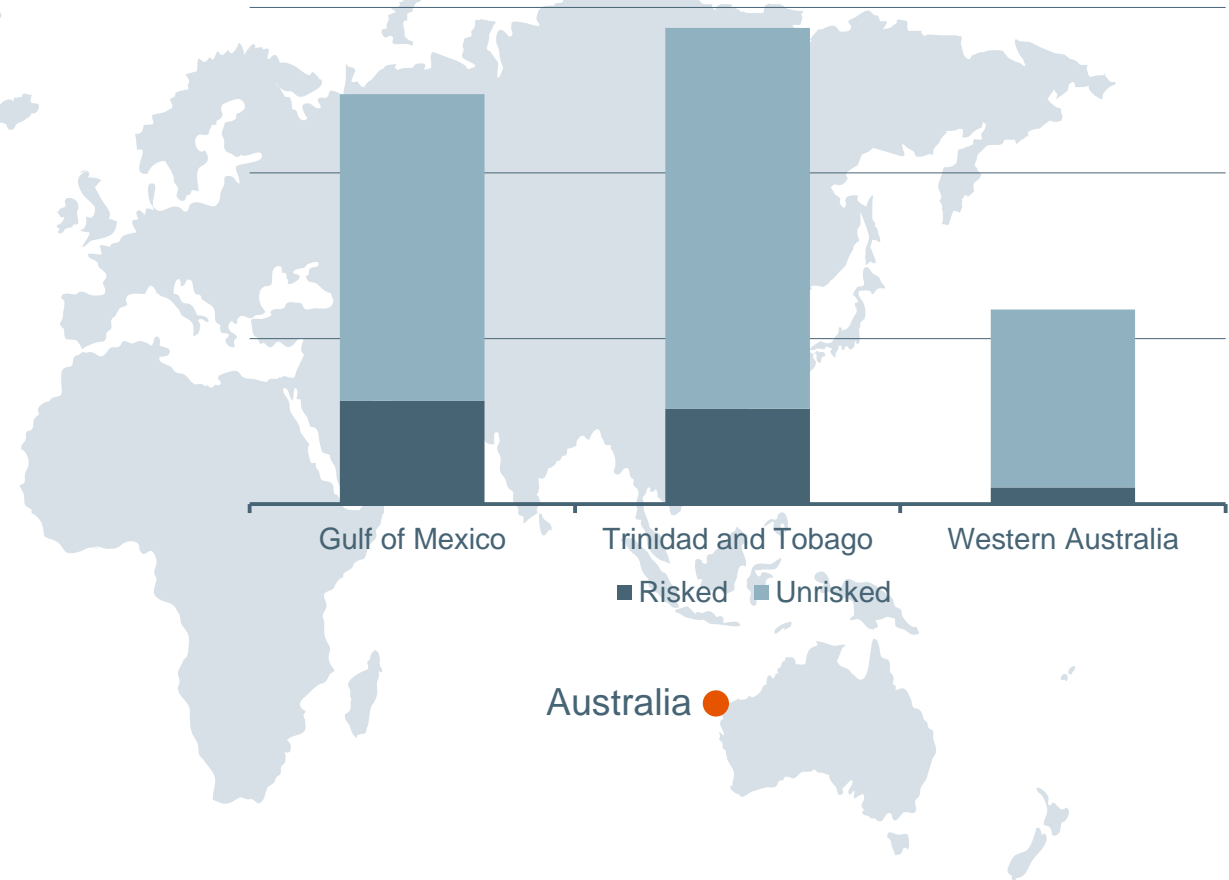 Gulf of Mexico Trinidad and Tobago Western Australia
Risked Unrisked
Australia